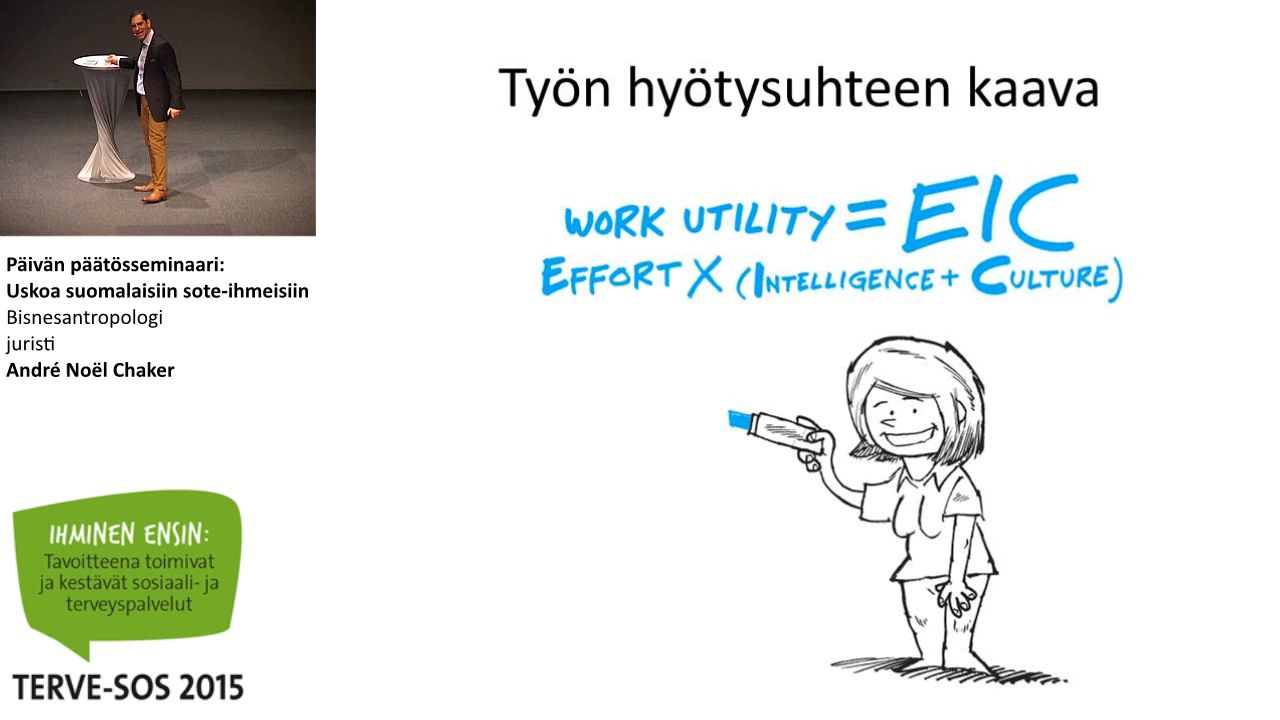 Päivän päätösseminaari:
Uskoa suomalaisiin sote-ihmeisiin
Bisnesantropologi
juristi
André Noël Chaker
IHMINEN ENSIN:
Tavoitteena toimivat
ja kestävät sosiaali- ja
terveyspalvelut
TERVE-SOS 2015
Työn hyötysuhteen kaava
WORK UTILITY = EIC
EFFORT X (INTELLIGENCE + CULTURE)